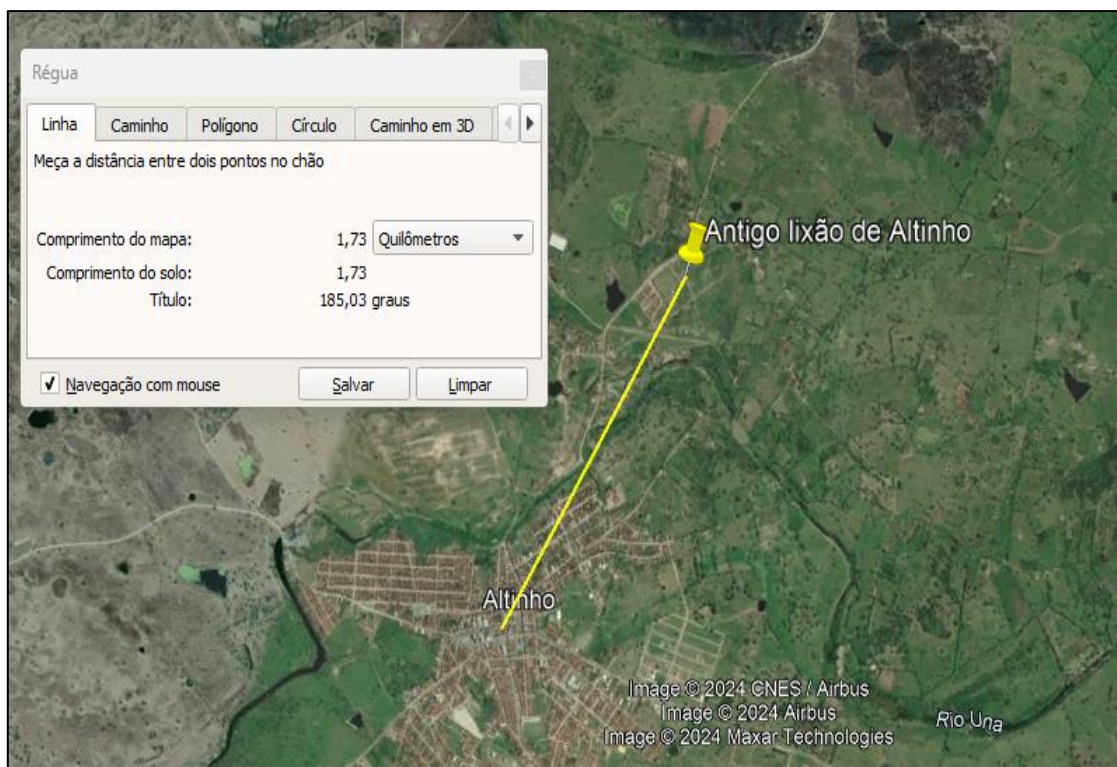 Régua
Linha Caminho Polígono Círculo Caminho em 3D
Meça a distância entre dois pontos no chão
Comprimento do mapa: 1,73 Quilômetros
Comprimento do solo: 1,73
Título: 185,03 graus
Navegação com mouse Salvar Limpar
Antigo lixão de Altinho
Altinho
Image © 2024 CNES / Airbus
Image © 2024 Airbus
Image © 2024 Maxar Technologies
Rio Una